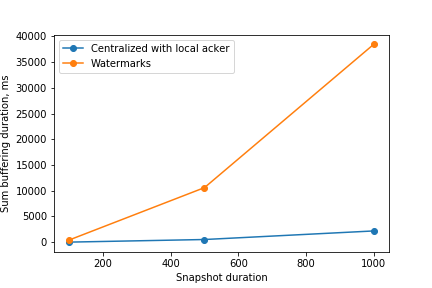 Centralized with local acker
Watermarks
Sum buffering duration, ms
40000
35000
30000
25000
20000
15000
10000
5000
0
200 400 600 800 1000
Snapshot duration